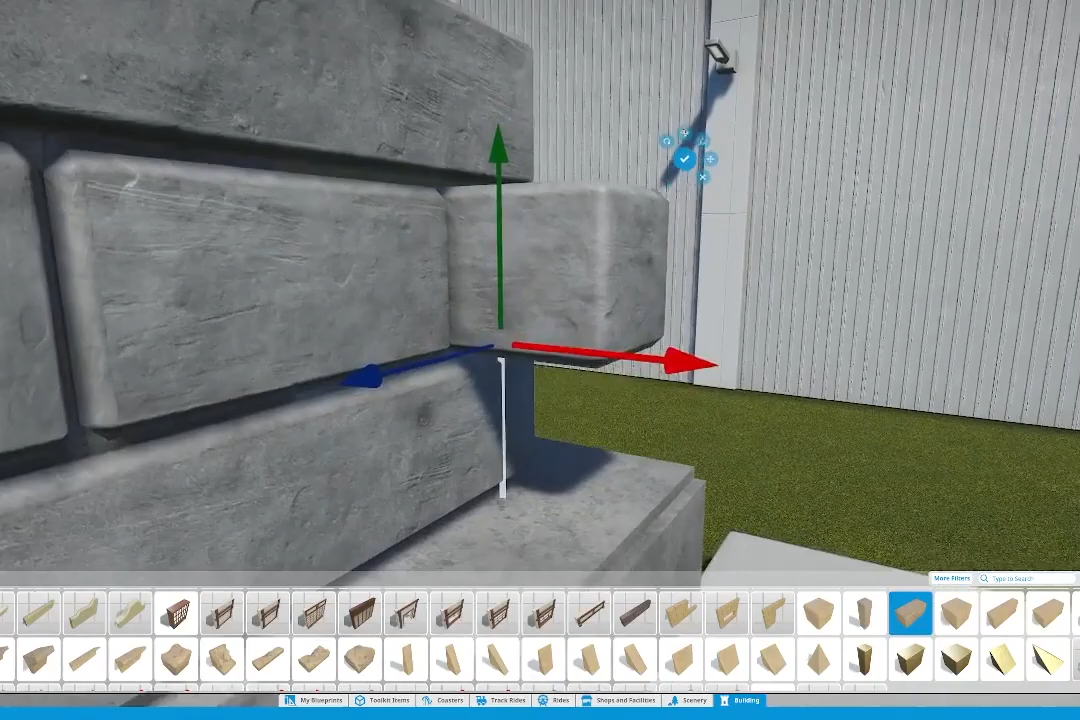 More Filters
Type to Search
My Blueprints
Toolkit Items
Coasters
Track Rides
Rides
Shops and Facilities
Scenery
Building